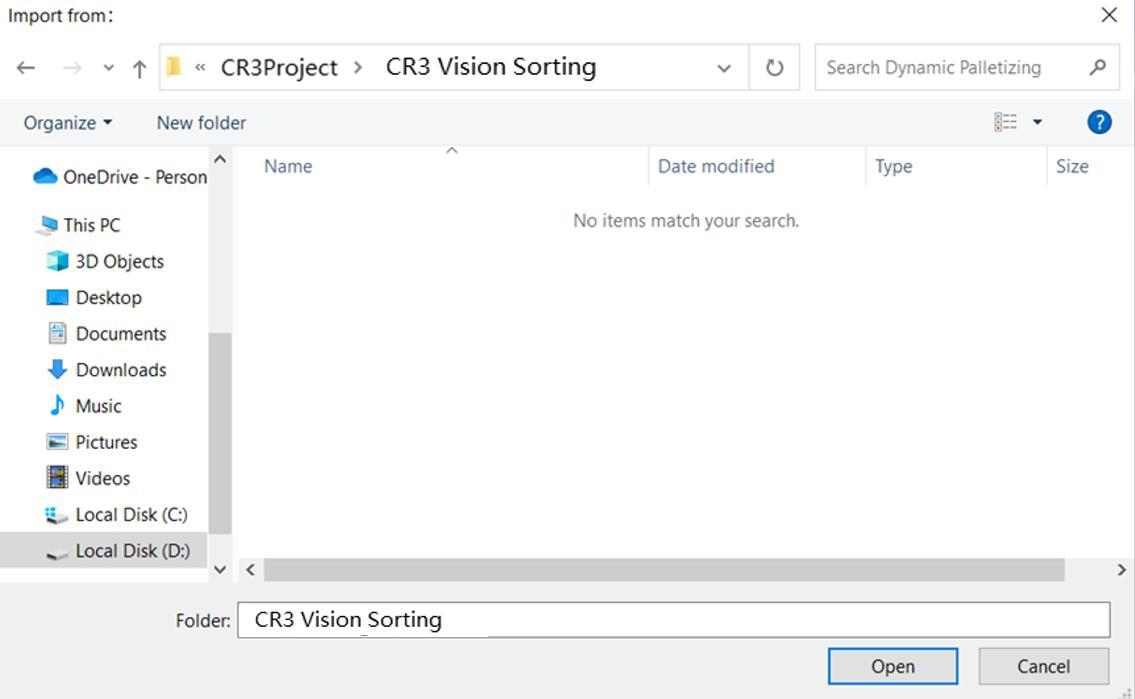 Import from:
« CR3Project > CR3 Vision Sorting
Search Dynamic Palletizing
Organize
New folder
?
Name
Date modified
Type
Size
No items match your search.
OneDrive - Person
This PC
3D Objects
Desktop
Documents
Downloads
Music
Pictures
Videos
Local Disk (C:)
Local Disk (D:)
Folder: CR3 Vision Sorting
Open
Cancel